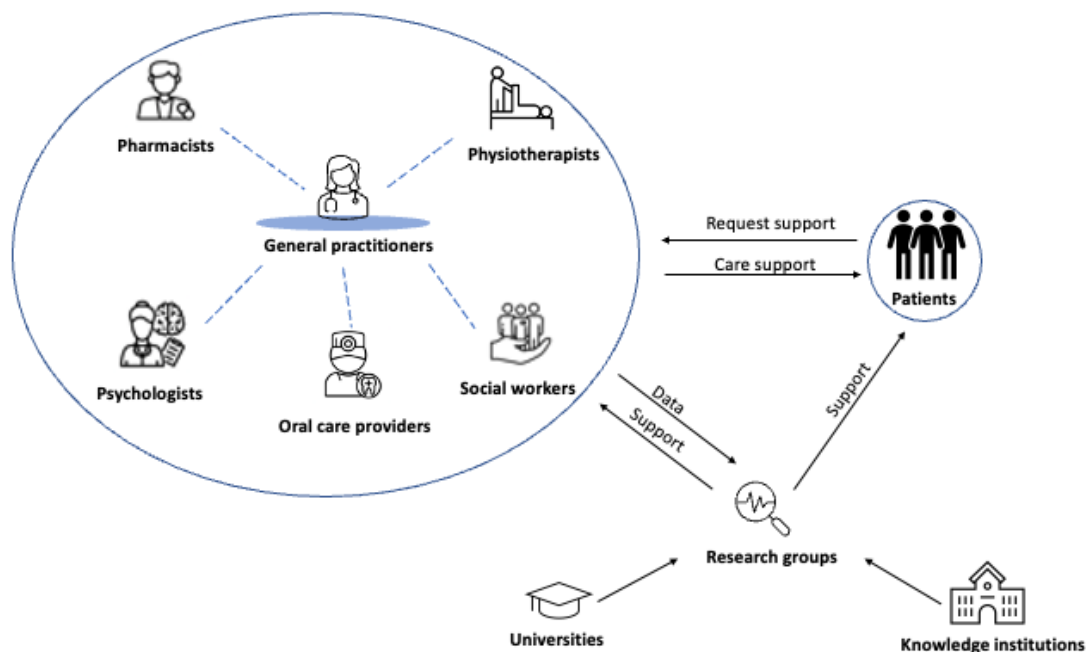 Pharmacists
Physiotherapists
General practitioners
Request support
Care support
Patients
Psychologists
Oral care providers
Social workers
Data
Support
Support
Research groups
Universities
Knowledge institutions